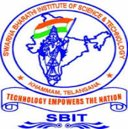 SWARNA BHARATHI INSTITUTE OF SCIENCE & TECHNOLOGY
KHAMMAM, TELANGANA
TECHNOLOGY EMPOWERS THE NATION
SBIT